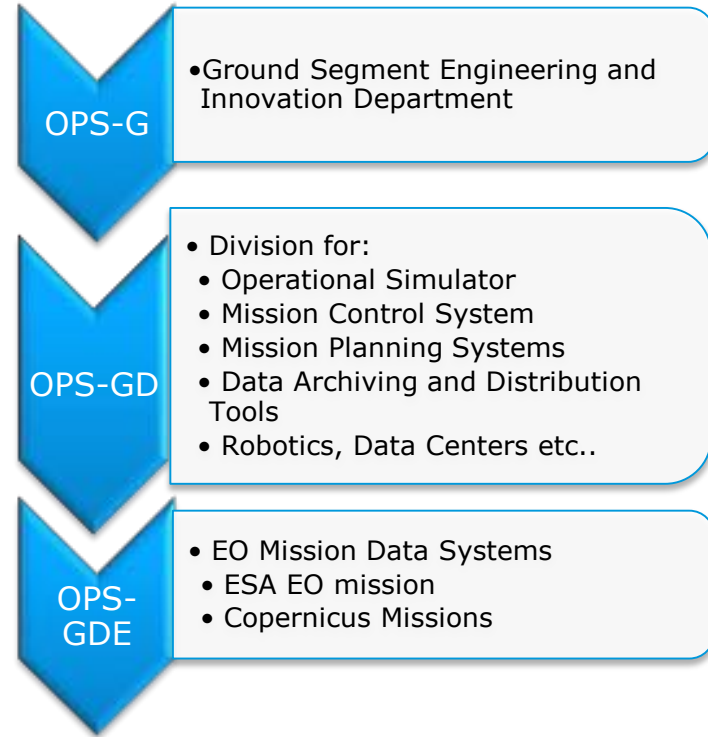 OPS-G
•Ground Segment Engineering and
Innovation Department
OPS-GD
• Division for:
• Operational Simulator
• Mission Control System
• Mission Planning Systems
• Data Archiving and Distribution
Tools
• Robotics, Data Centers etc..
OPS-
GDE
• EO Mission Data Systems
• ESA EO mission
• Copernicus Missions